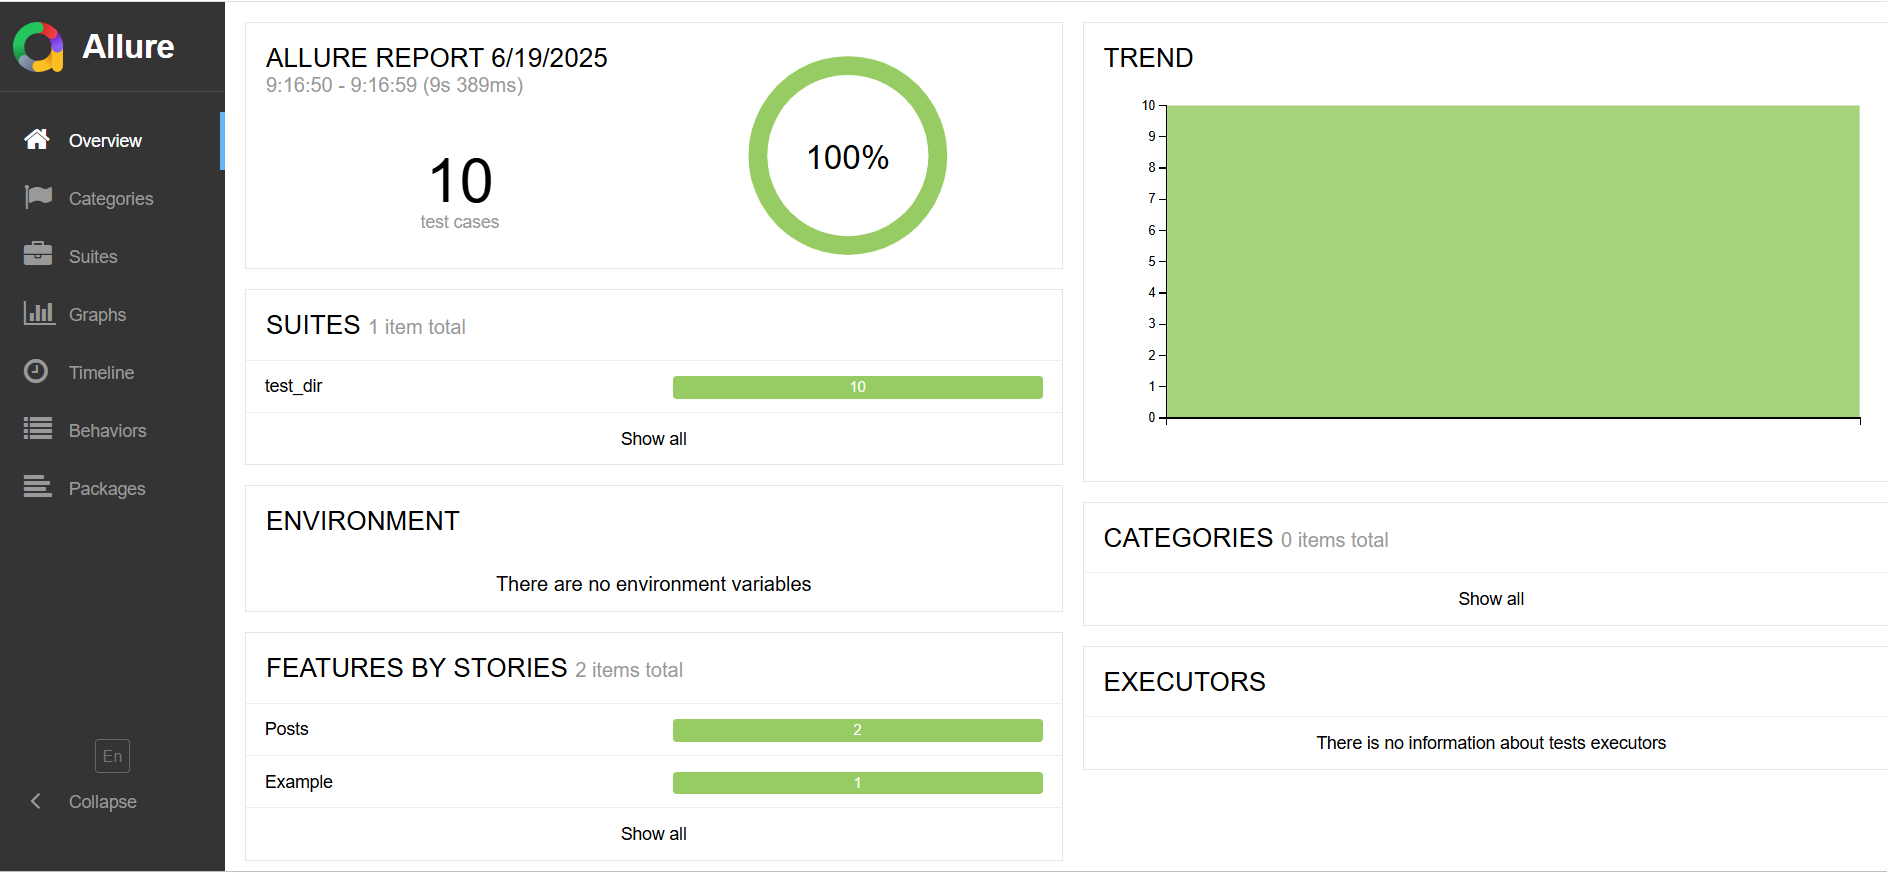 Allure
Overview
Categories
Suites
Graphs
Timeline
Behaviors
Packages
En
Collapse
ALLURE REPORT 6/19/2025
9:16:50 - 9:16:59 (9s 389ms)
10
test cases
100%
SUITES 1 item total
test_dir 10
Show all
ENVIRONMENT
There are no environment variables
FEATURES BY STORIES 2 items total
Posts 2
Example 1
Show all
TREND
10
9
8
7
6
5
4
3
2
1
0
CATEGORIES 0 items total
Show all
EXECUTORS
There is no information about tests executors